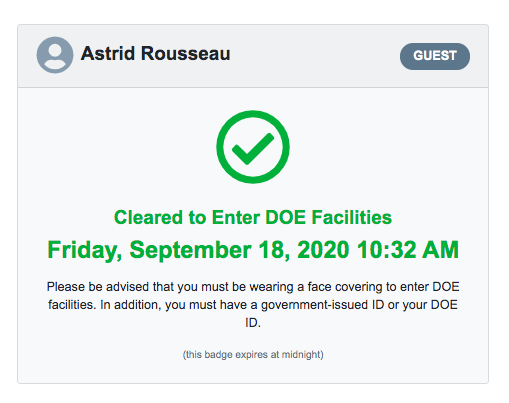 Astrid Rousseau
GUEST
Cleared to Enter DOE Facilities
Friday, September 18, 2020 10:32 AM
Please be advised that you must be wearing a face covering to enter DOE
facilities. In addition, you must have a government-issued ID or your DOE
ID.
(this badge expires at midnight)